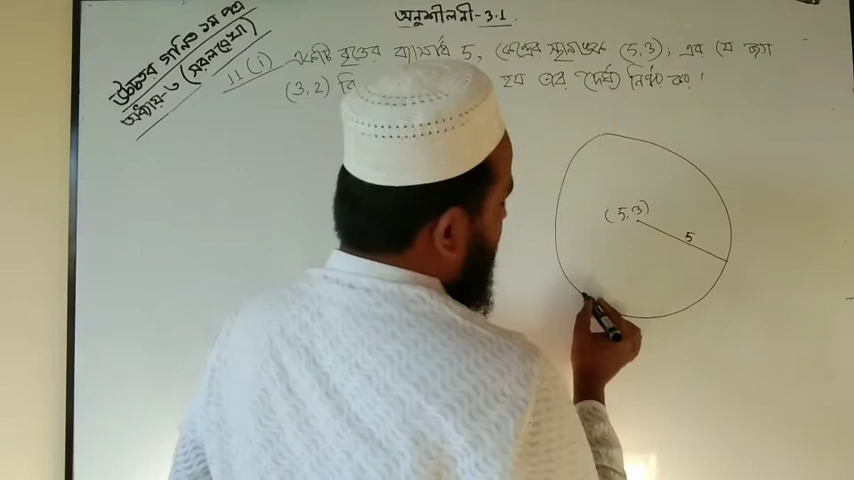 অনুশীলনী-3.1
উচ্চতর গনিত ১ম পত্র
অধ্যায়-৩ (সরলরেখা)
11(i) একটি বৃত্তের ব্যাসার্ধ 5, কেন্দ্রের স্থানাঙ্ক (5,3); এর যে জ্যা
(3,2) বি হয় তার দৈর্ঘ্য নির্ণয় কর।
(5,3)
5